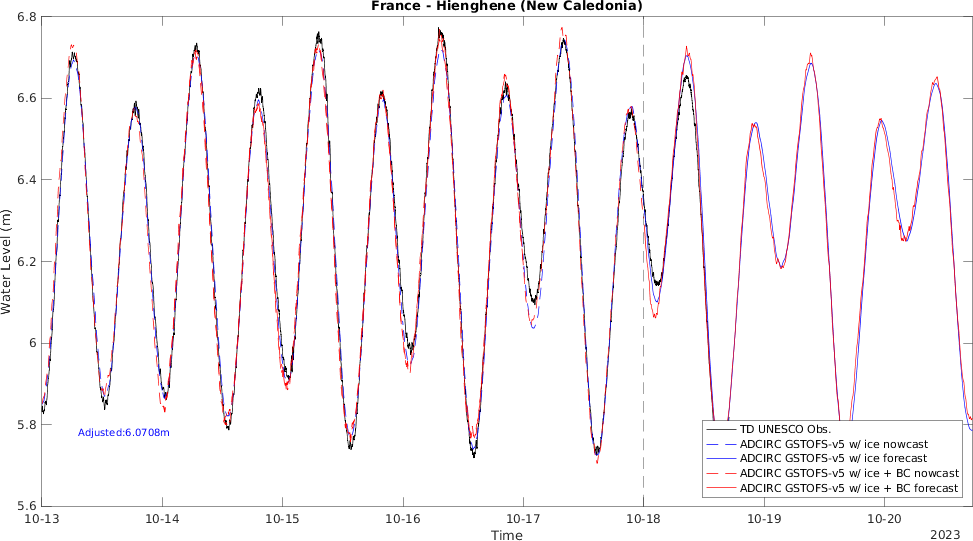 France - Hienghene (New Caledonia)
6.8
6.6
6.4
6.2
6
5.8
5.6
Water Level (m)
Adjusted:6.0708m
TD UNESCO Obs.
ADCIRC GSTOFS-v5 w/ ice nowcast
ADCIRC GSTOFS-v5 w/ ice forecast
ADCIRC GSTOFS-v5 w/ ice + BC nowcast
ADCIRC GSTOFS-v5 w/ ice + BC forecast
10-13 10-14 10-15 10-16 10-17 10-18 10-19 10-20
Time
2023